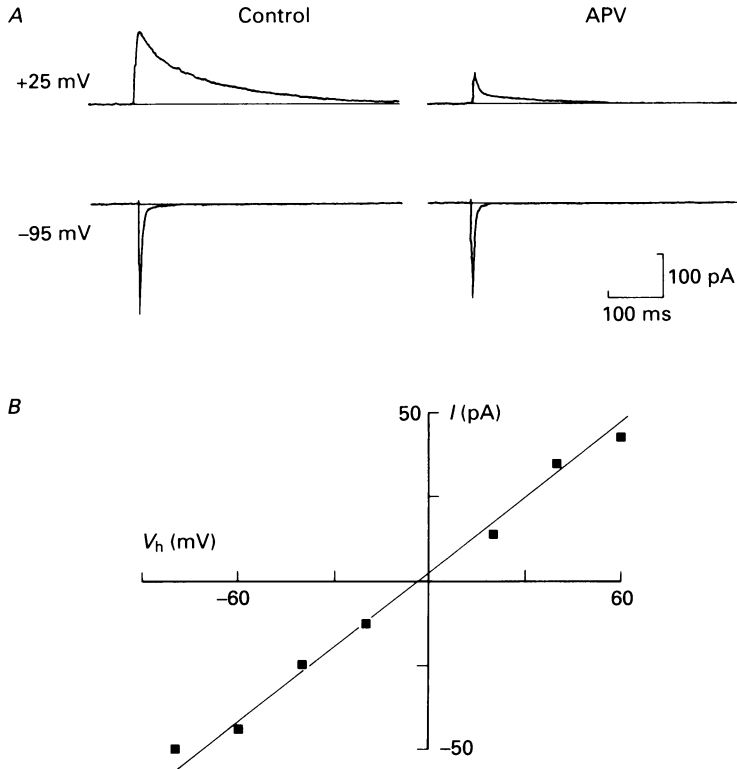 A
Control
APV
+25 mV
–95 mV
100 pA
100 ms
B
50
I (pA)
Vh (mV)
–60
60
–50